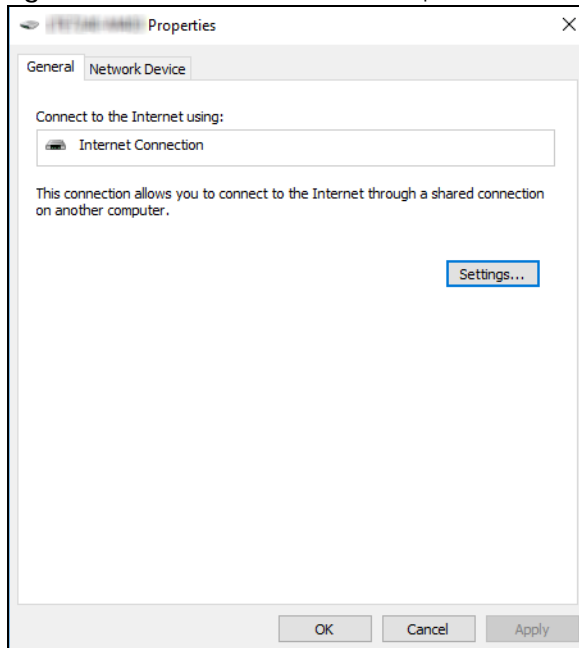 Properties
General
Network Device
Connect to the Internet using:
Internet Connection
This connection allows you to connect to the Internet through a shared connection
on another computer.
Settings...
OK
Cancel
Apply